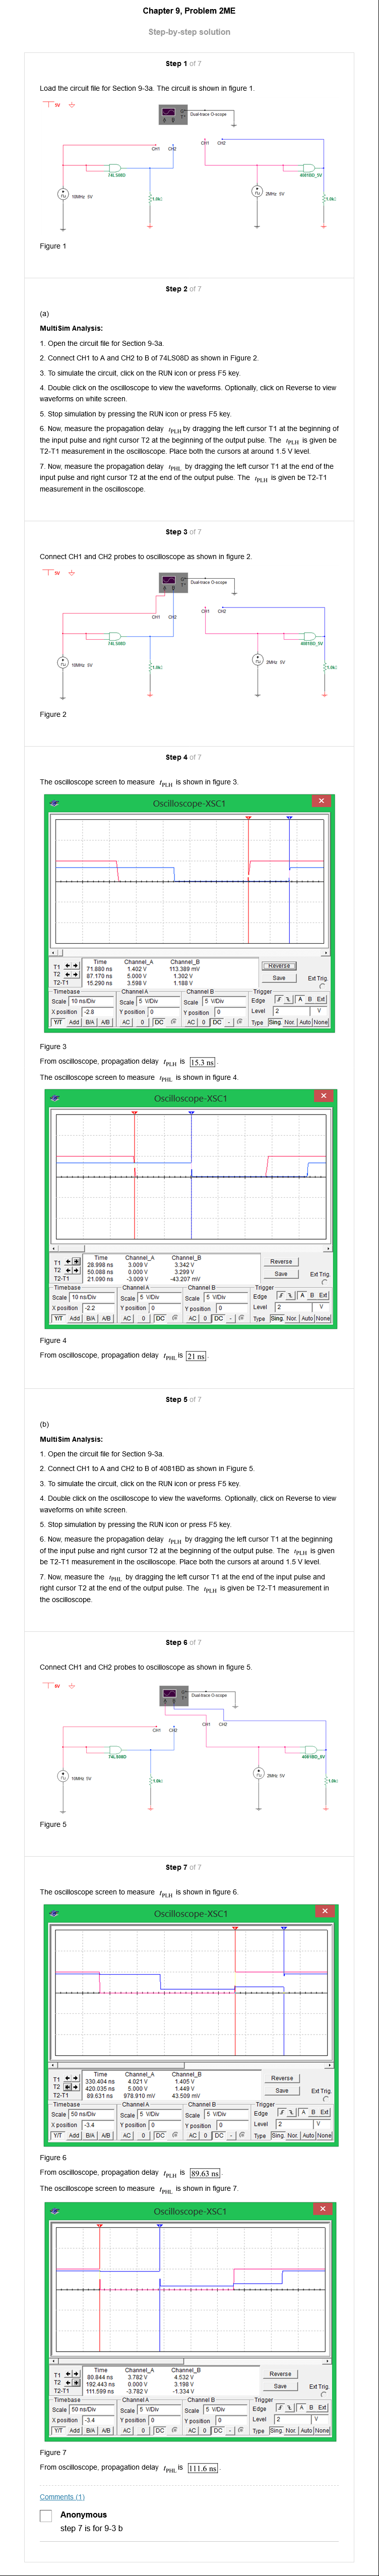 Chapter 9, Problem 2ME
Step-by-step solution
Step 1 of 7
Load the circuit file for Section 9-3a. The circuit is shown in figure 1.
5V
Dual-trace O-scope
A B
CH1 CH2 CH1 CH2
74LS08D 4081BD_5V
10MHz 5V 1.0k 2MHz 5V 1.0k
Figure 1
Step 2 of 7
(a)
MultiSim Analysis:
1. Open the circuit file for Section 9-3a.
2. Connect CH1 to A and CH2 to B of 74LS08D as shown in Figure 2.
3. To simulate the circuit, click on the RUN icon or press F5 key.
4. Double click on the oscilloscope to view the waveforms. Optionally, click on Reverse to view
waveforms on white screen.
5. Stop simulation by pressing the RUN icon or press F5 key.
6. Now, measure the propagation delay tPLH by dragging the left cursor T1 at the beginning of
the input pulse and right cursor T2 at the beginning of the output pulse. The tPLH is given be
T2-T1 measurement in the oscilloscope. Place both the cursors at around 1.5 V level.
7. Now, measure the propagation delay tPHL by dragging the left cursor T1 at the end of the
input pulse and right cursor T2 at the end of the output pulse. The tPLH is given be T2-T1
measurement in the oscilloscope.
Step 3 of 7
Connect CH1 and CH2 probes to oscilloscope as shown in figure 2.
5V
Dual-trace O-scope
A B
CH1 CH2 CH1 CH2
74LS08D 4081BD_5V
10MHz 5V 1.0k 2MHz 5V 1.0k
Figure 2
Step 4 of 7
The oscilloscope screen to measure tPLH is shown in figure 3.
Oscilloscope-XSC1
Time Channel_A Channel_B
T1 71.880 ns 1.402 V 113.389 mV Reverse
T2 87.170 ns 5.000 V 1.302 V
T2-T1 15.290 ns 3.598 V 1.188 V Save Ext Trig.
Timebase Channel A Channel B Trigger
Scale 10 ns/Div Scale 5 V/Div Scale 5 V/Div Edge A B Ext
X position -2.8 Y position 0 Y position 0 Level 2 V
Y/T Add B/A A/B AC 0 DC AC 0 DC - Type Sing. Nor. Auto None
Figure 3
From oscilloscope, propagation delay tPLH is 15.3 ns.
The oscilloscope screen to measure tPHL is shown in figure 4.
Oscilloscope-XSC1
Time Channel_A Channel_B
T1 28.998 ns 3.009 V 3.342 V Reverse
T2 50.088 ns 0.000 V 3.299 V
T2-T1 21.090 ns -3.009 V -43.207 mV Save Ext Trig.
Timebase Channel A Channel B Trigger
Scale 10 ns/Div Scale 5 V/Div Scale 5 V/Div Edge A B Ext
X position -2.2 Y position 0 Y position 0 Level 2 V
Y/T Add B/A A/B AC 0 DC AC 0 DC - Type Sing. Nor. Auto None
Figure 4
From oscilloscope, propagation delay tPHL is 21 ns.
Step 5 of 7
(b)
MultiSim Analysis:
1. Open the circuit file for Section 9-3a.
2. Connect CH1 to A and CH2 to B of 4081BD as shown in Figure 5.
3. To simulate the circuit, click on the RUN icon or press F5 key.
4. Double click on the oscilloscope to view the waveforms. Optionally, click on Reverse to view
waveforms on white screen.
5. Stop simulation by pressing the RUN icon or press F5 key.
6. Now, measure the propagation delay tPLH by dragging the left cursor T1 at the beginning
of the input pulse and right cursor T2 at the beginning of the output pulse. The tPLH is given
be T2-T1 measurement in the oscilloscope. Place both the cursors at around 1.5 V level.
7. Now, measure the tPHL by dragging the left cursor T1 at the end of the input pulse and
right cursor T2 at the end of the output pulse. The tPLH is given be T2-T1 measurement in
the oscilloscope.
Step 6 of 7
Connect CH1 and CH2 probes to oscilloscope as shown in figure 5.
5V
Dual-trace O-scope
A B
CH1 CH2 CH1 CH2
74LS08D 4081BD_5V
10MHz 5V 1.0k 2MHz 5V 1.0k
Figure 5
Step 7 of 7
The oscilloscope screen to measure tPLH is shown in figure 6.
Oscilloscope-XSC1
Time Channel_A Channel_B
T1 330.404 ns 4.021 V 1.405 V Reverse
T2 420.035 ns 5.000 V 1.449 V
T2-T1 89.631 ns 978.910 mV 43.509 mV Save Ext Trig.
Timebase Channel A Channel B Trigger
Scale 50 ns/Div Scale 5 V/Div Scale 5 V/Div Edge A B Ext
X position -3.4 Y position 0 Y position 0 Level 2 V
Y/T Add B/A A/B AC 0 DC AC 0 DC - Type Sing. Nor. Auto None
Figure 6
From oscilloscope, propagation delay tPLH is 89.63 ns.
The oscilloscope screen to measure tPHL is shown in figure 7.
Oscilloscope-XSC1
Time Channel_A Channel_B
T1 80.844 ns 3.782 V 4.532 V Reverse
T2 192.443 ns 0.000 V 3.198 V
T2-T1 111.599 ns -3.782 V -1.334 V Save Ext Trig.
Timebase Channel A Channel B Trigger
Scale 50 ns/Div Scale 5 V/Div Scale 5 V/Div Edge A B Ext
X position -3.4 Y position 0 Y position 0 Level 2 V
Y/T Add B/A A/B AC 0 DC AC 0 DC - Type Sing. Nor. Auto None
Figure 7
From oscilloscope, propagation delay tPHL is 111.6 ns.
Comments (1)
Anonymous
step 7 is for 9-3 b